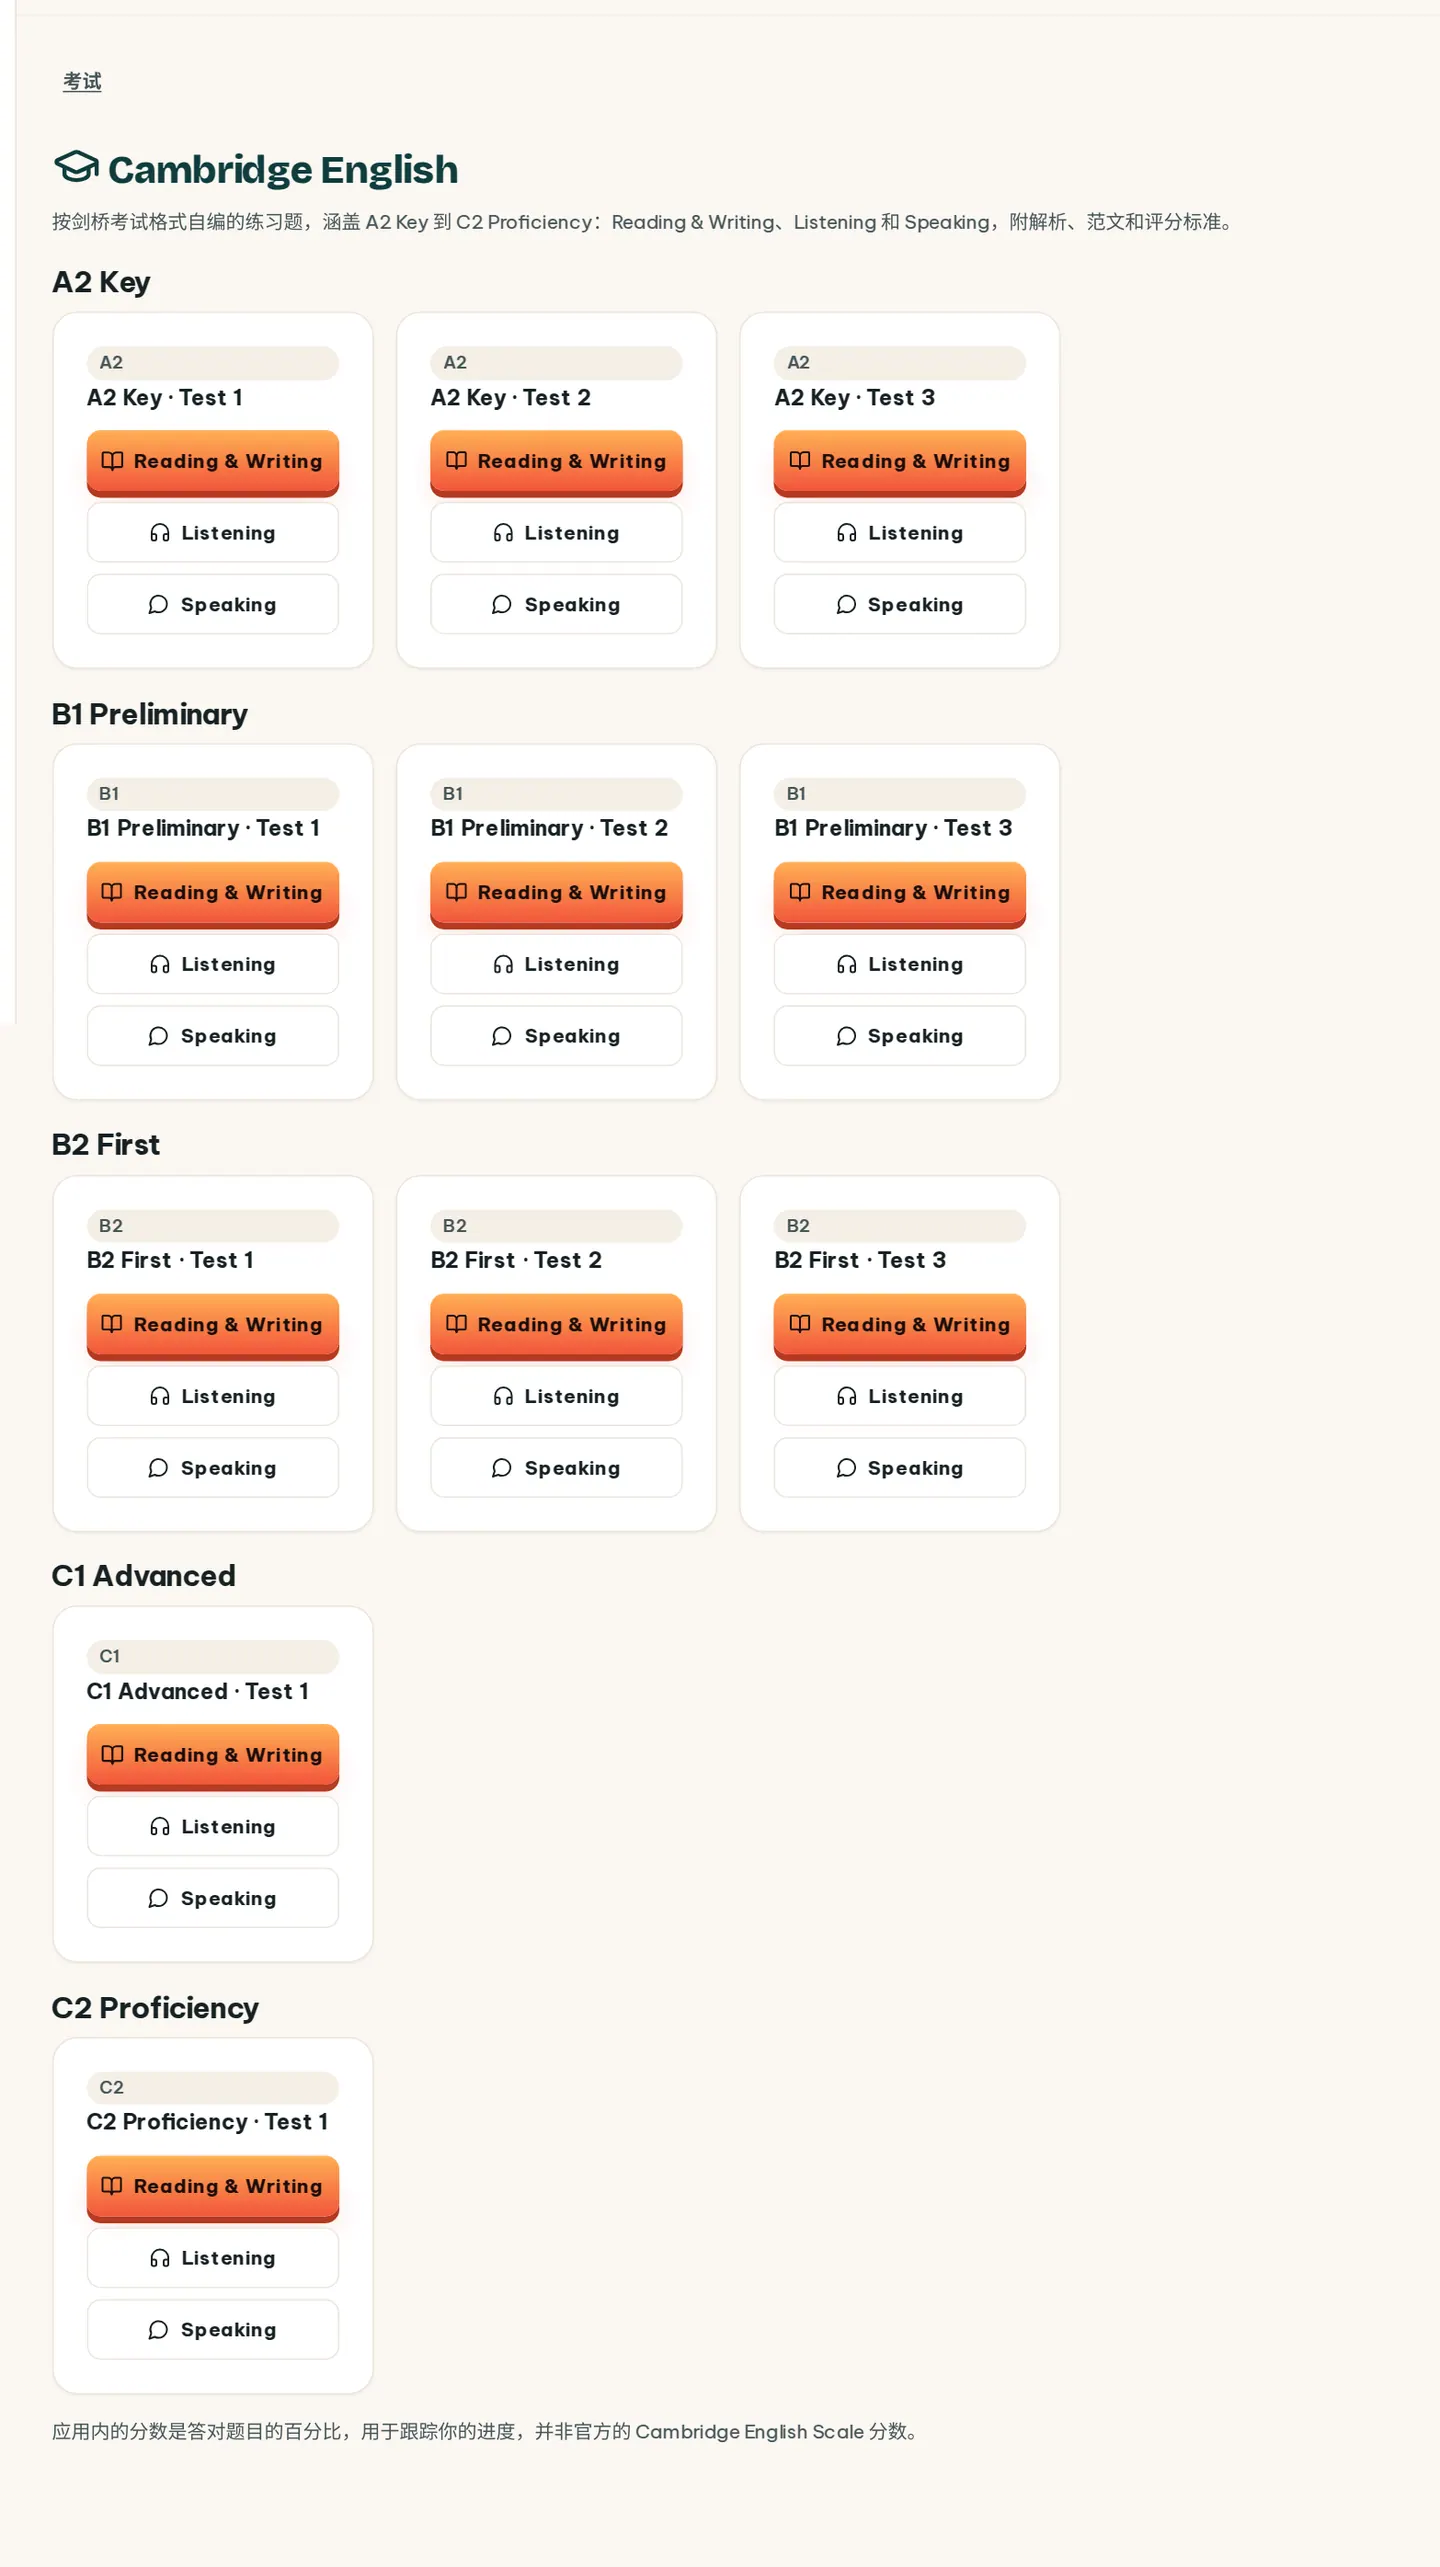 考试
Cambridge English
按剑桥考试格式自编的练习题，涵盖 A2 Key 到 C2 Proficiency：Reading & Writing、Listening 和 Speaking，附解析、范文和评分标准。
A2 Key
A2
A2 Key · Test 1
Reading & Writing
Listening
Speaking
A2
A2 Key · Test 2
Reading & Writing
Listening
Speaking
A2
A2 Key · Test 3
Reading & Writing
Listening
Speaking
B1 Preliminary
B1
B1 Preliminary · Test 1
Reading & Writing
Listening
Speaking
B1
B1 Preliminary · Test 2
Reading & Writing
Listening
Speaking
B1
B1 Preliminary · Test 3
Reading & Writing
Listening
Speaking
B2 First
B2
B2 First · Test 1
Reading & Writing
Listening
Speaking
B2
B2 First · Test 2
Reading & Writing
Listening
Speaking
B2
B2 First · Test 3
Reading & Writing
Listening
Speaking
C1 Advanced
C1
C1 Advanced · Test 1
Reading & Writing
Listening
Speaking
C2 Proficiency
C2
C2 Proficiency · Test 1
Reading & Writing
Listening
Speaking
应用内的分数是答对题目的百分比，用于跟踪你的进度，并非官方的 Cambridge English Scale 分数。